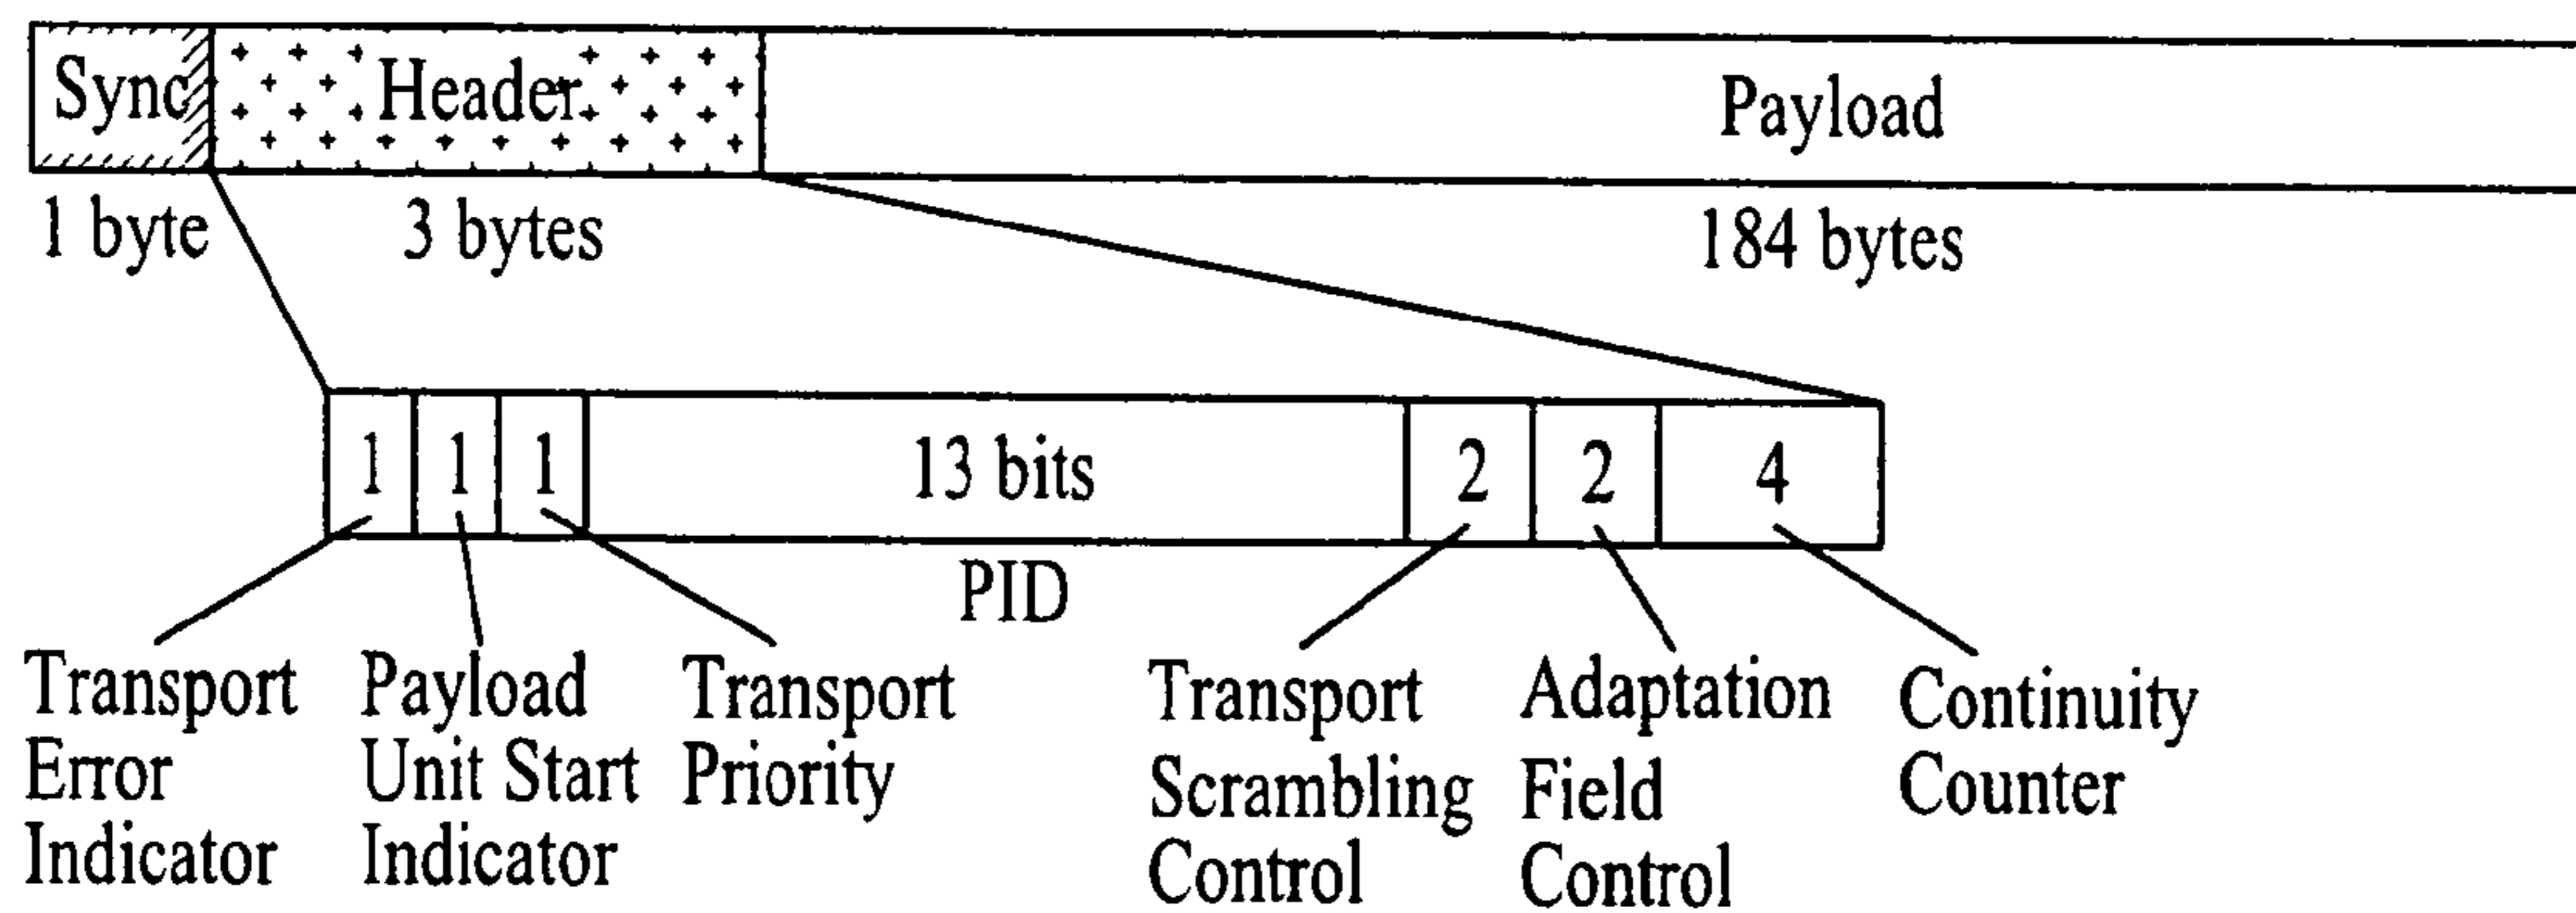 Sync Header Payload
1 byte 3 bytes 184 bytes
1 1 1 13 bits 2 2 4
PID
Transport Error Indicator
Payload Unit Start Indicator
Transport Priority
Transport Scrambling Control
Adaptation Field Control
Continuity Counter